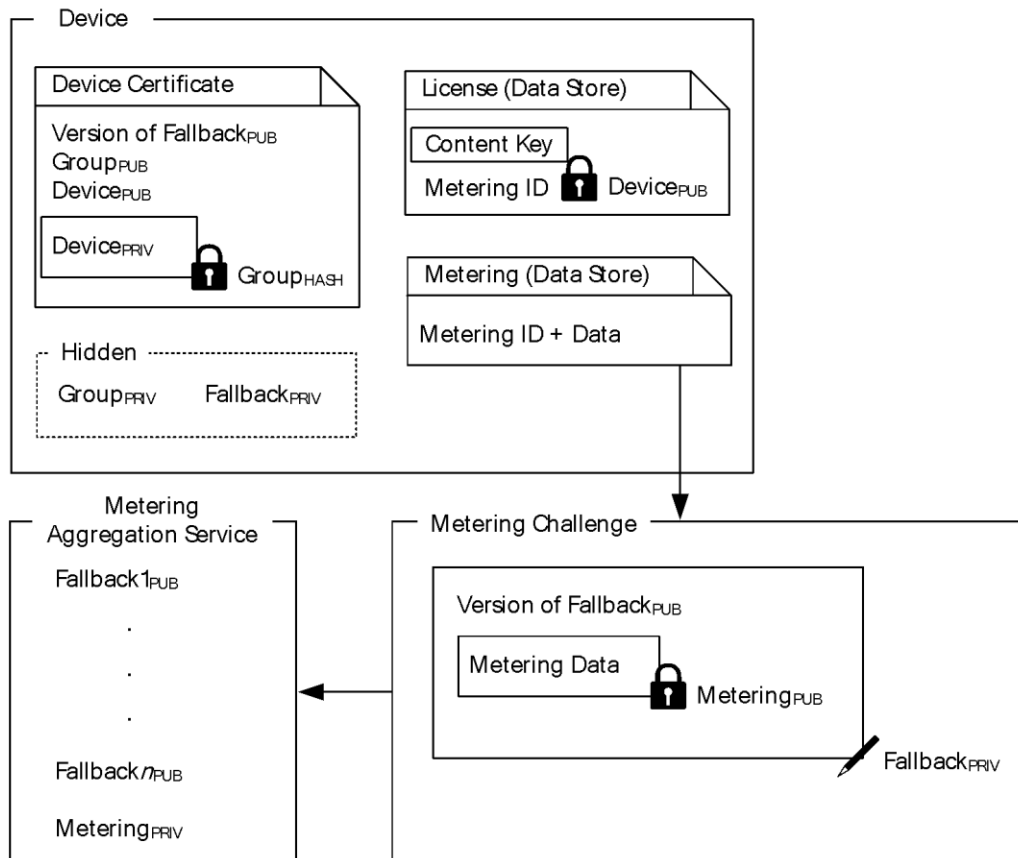 Device
Device Certificate
Version of FallbackPUB
GroupPUB
DevicePUB
DevicePRIV
GroupHASH
Hidden
GroupPRIV FallbackPRIV
License (Data Store)
Content Key
Metering ID DevicePUB
Metering (Data Store)
Metering ID + Data
Metering
Aggregation Service
Fallback1PUB
.
.
.
FallbacknPUB
MeteringPRIV
Metering Challenge
Version of FallbackPUB
Metering Data
MeteringPUB
FallbackPRIV